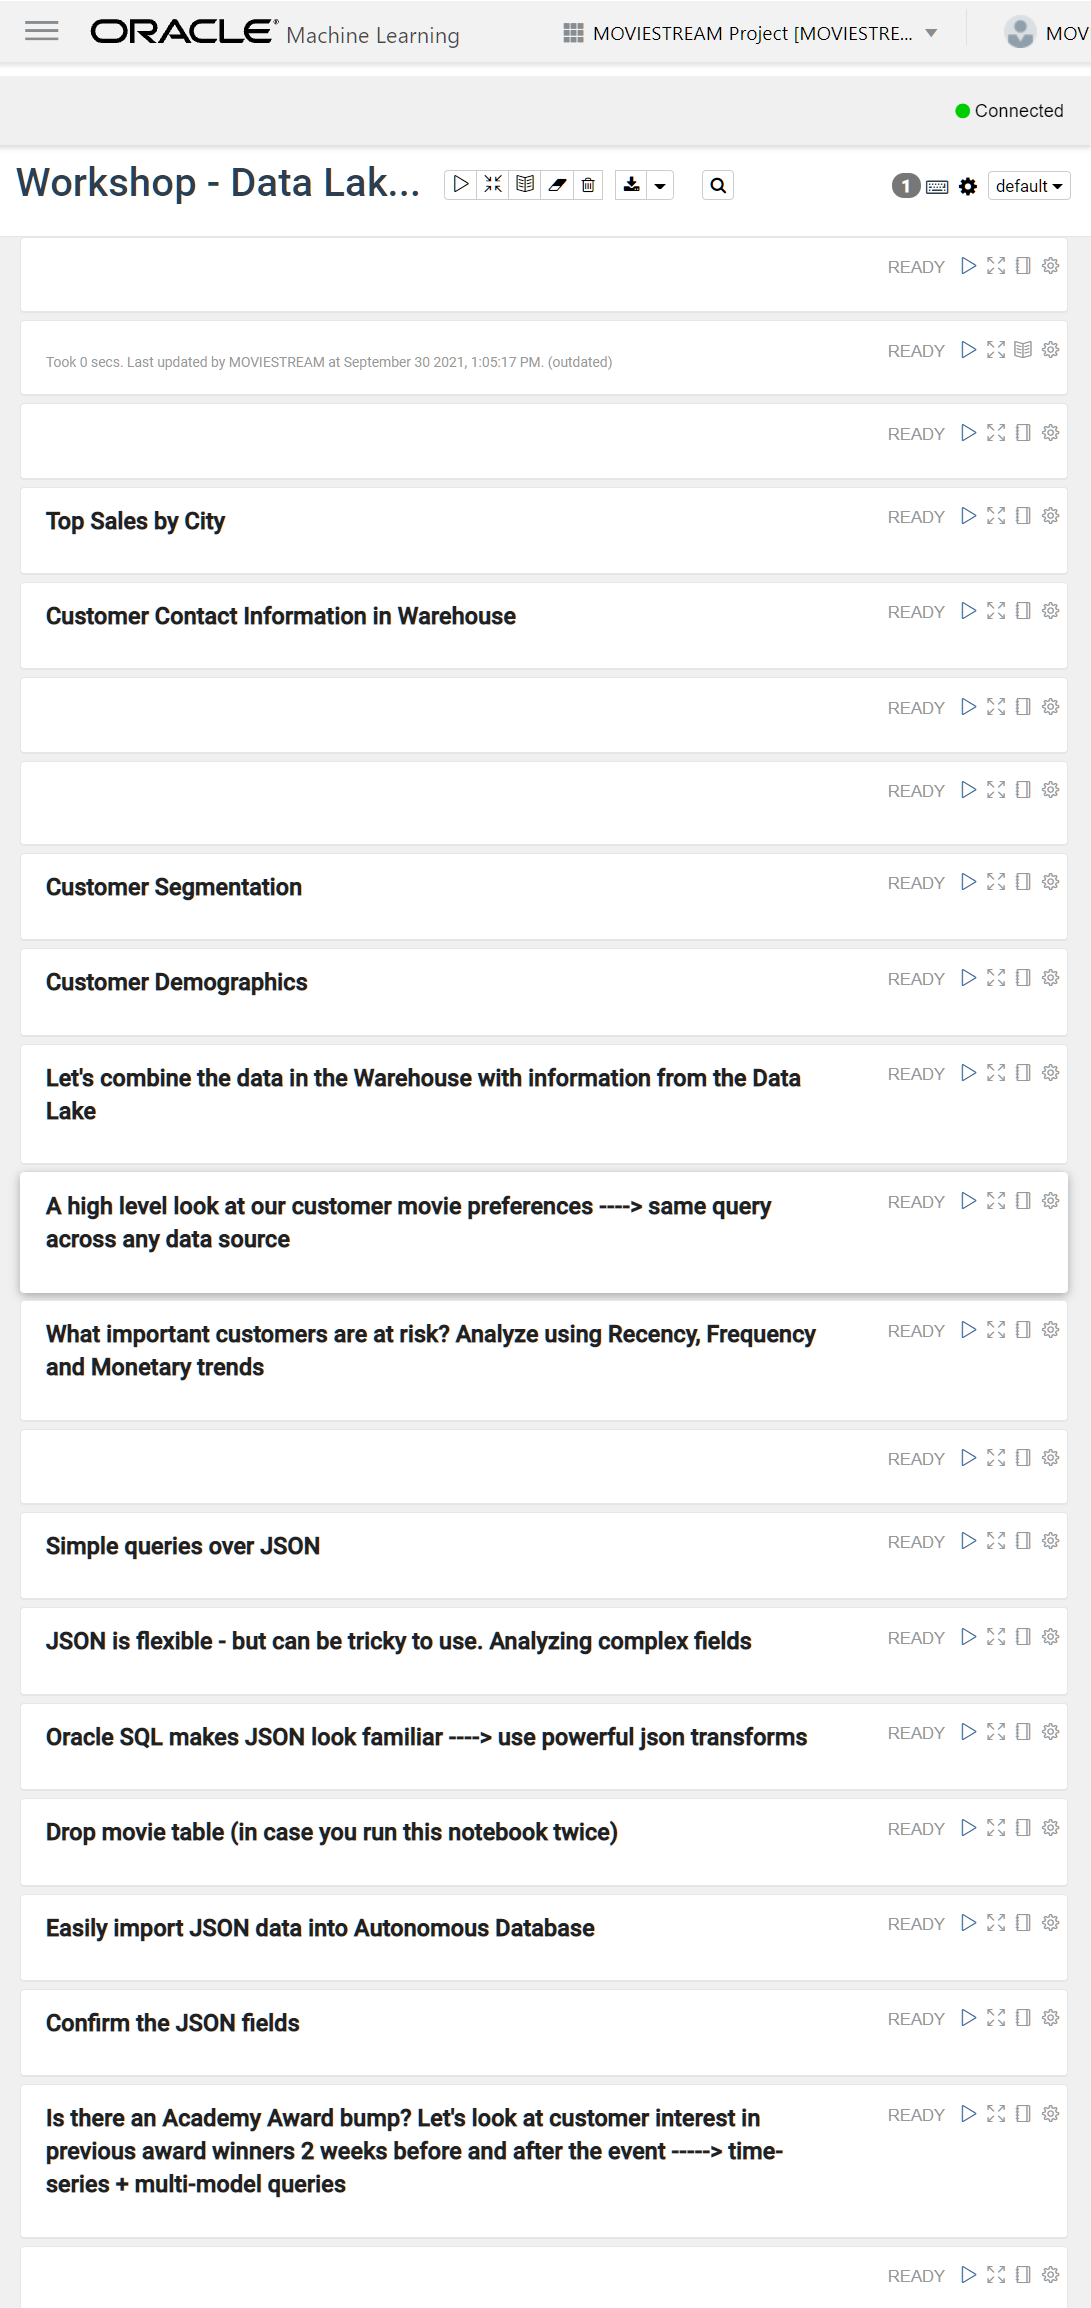 ORACLE Machine Learning MOVIESTREAM Project [MOVIESTRE... MOV
Connected
Workshop - Data Lak... 1 default
READY
Took 0 secs. Last updated by MOVIESTREAM at September 30 2021, 1:05:17 PM. (outdated) READY
READY
Top Sales by City READY
Customer Contact Information in Warehouse READY
READY
READY
Customer Segmentation READY
Customer Demographics READY
Let's combine the data in the Warehouse with information from the Data READY
Lake
A high level look at our customer movie preferences ----> same query READY
across any data source
What important customers are at risk? Analyze using Recency, Frequency READY
and Monetary trends
READY
Simple queries over JSON READY
JSON is flexible - but can be tricky to use. Analyzing complex fields READY
Oracle SQL makes JSON look familiar ----> use powerful json transforms READY
Drop movie table (in case you run this notebook twice) READY
Easily import JSON data into Autonomous Database READY
Confirm the JSON fields READY
Is there an Academy Award bump? Let's look at customer interest in READY
previous award winners 2 weeks before and after the event -----> time-
series + multi-model queries
READY